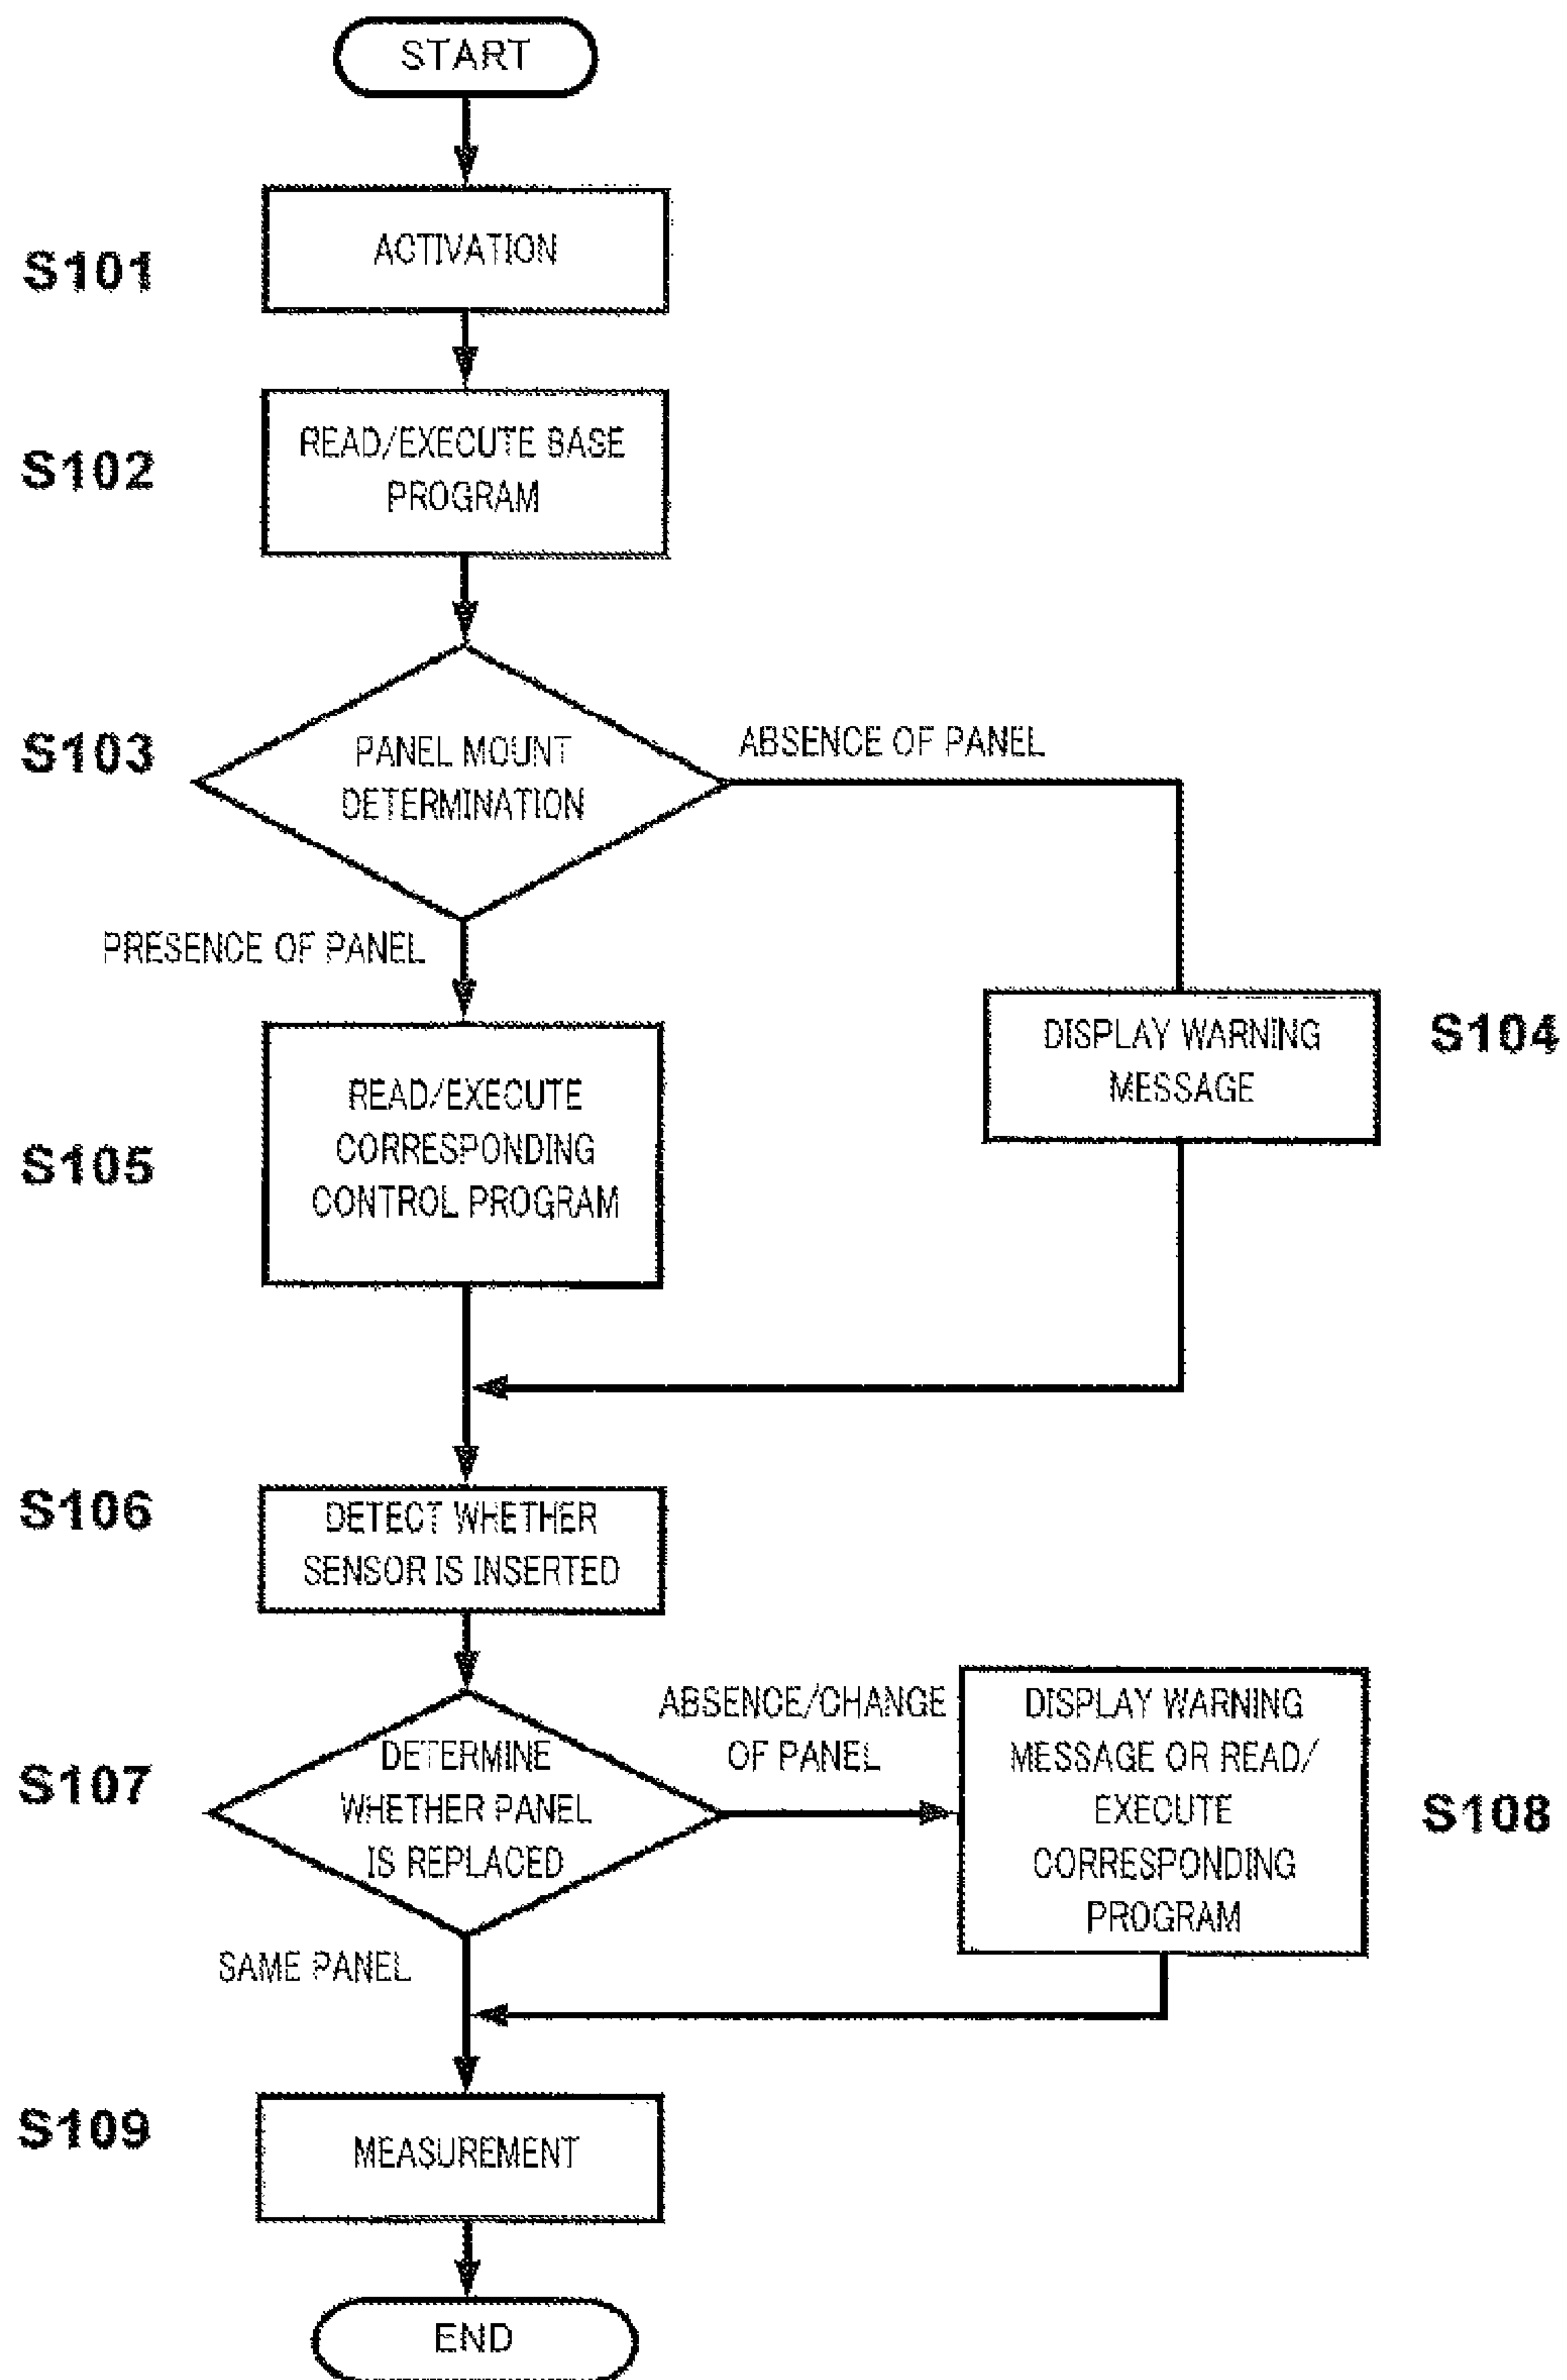 START
S101
ACTIVATION
S102
READ/EXECUTE BASE
PROGRAM
S103
PANEL MOUNT
DETERMINATION
ABSENCE OF PANEL
PRESENCE OF PANEL
DISPLAY WARNING
MESSAGE
S104
S105
READ/EXECUTE
CORRESPONDING
CONTROL PROGRAM
S106
DETECT WHETHER
SENSOR IS INSERTED
S107
DETERMINE
WHETHER PANEL
IS REPLACED
ABSENCE/CHANGE
OF PANEL
DISPLAY WARNING
MESSAGE OR READ/
EXECUTE
CORRESPONDING
PROGRAM
S108
SAME PANEL
S109
MEASUREMENT
END